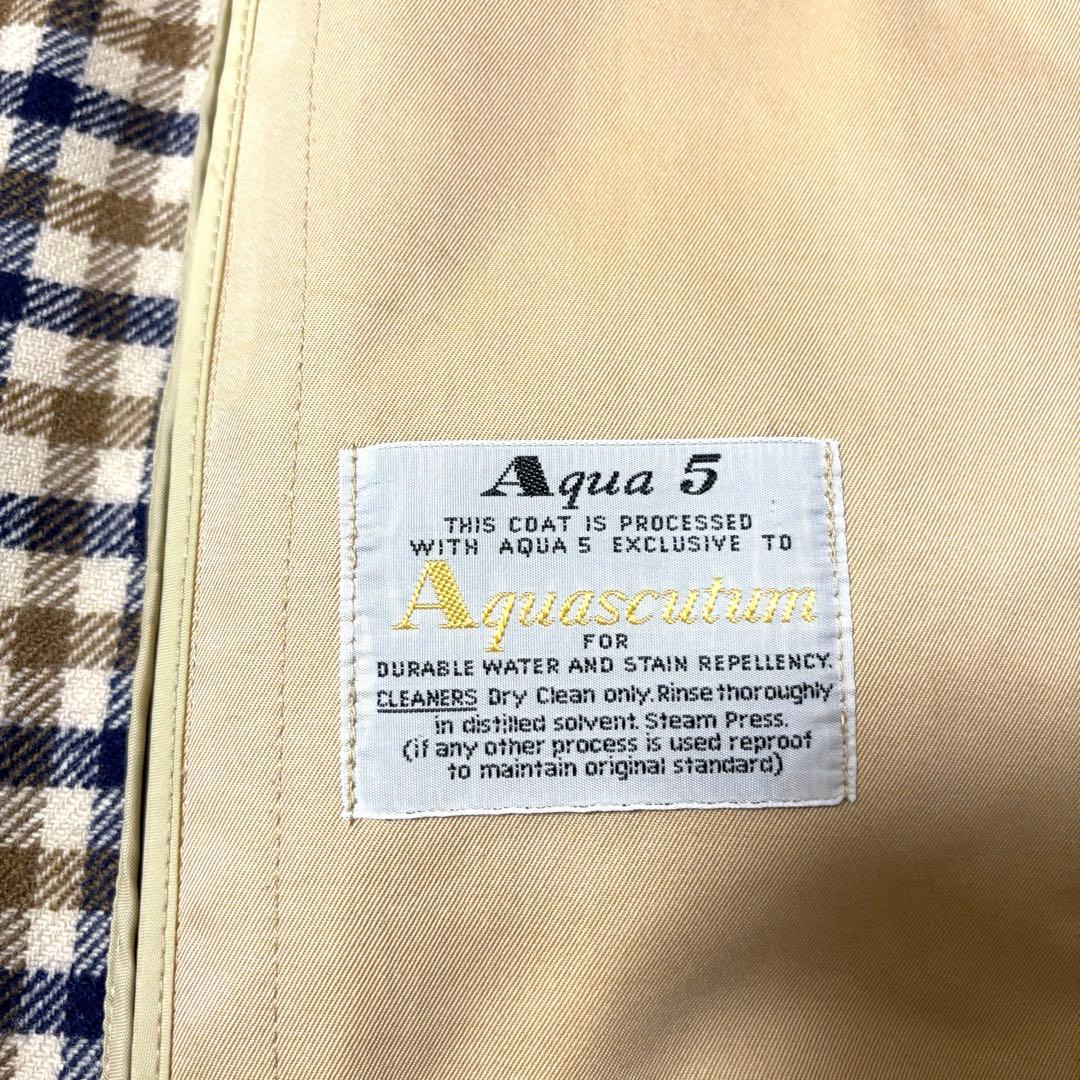 Aqua 5
THIS COAT IS PROCESSED
WITH AQUA 5 EXCLUSIVE TO
Aquascutum
FOR
DURABLE WATER AND STAIN REPELLENCY.
CLEANERS Dry Clean only. Rinse thoroughly
in distilled solvent. Steam Press.
(if any other process is used reproof
to maintain original standard)